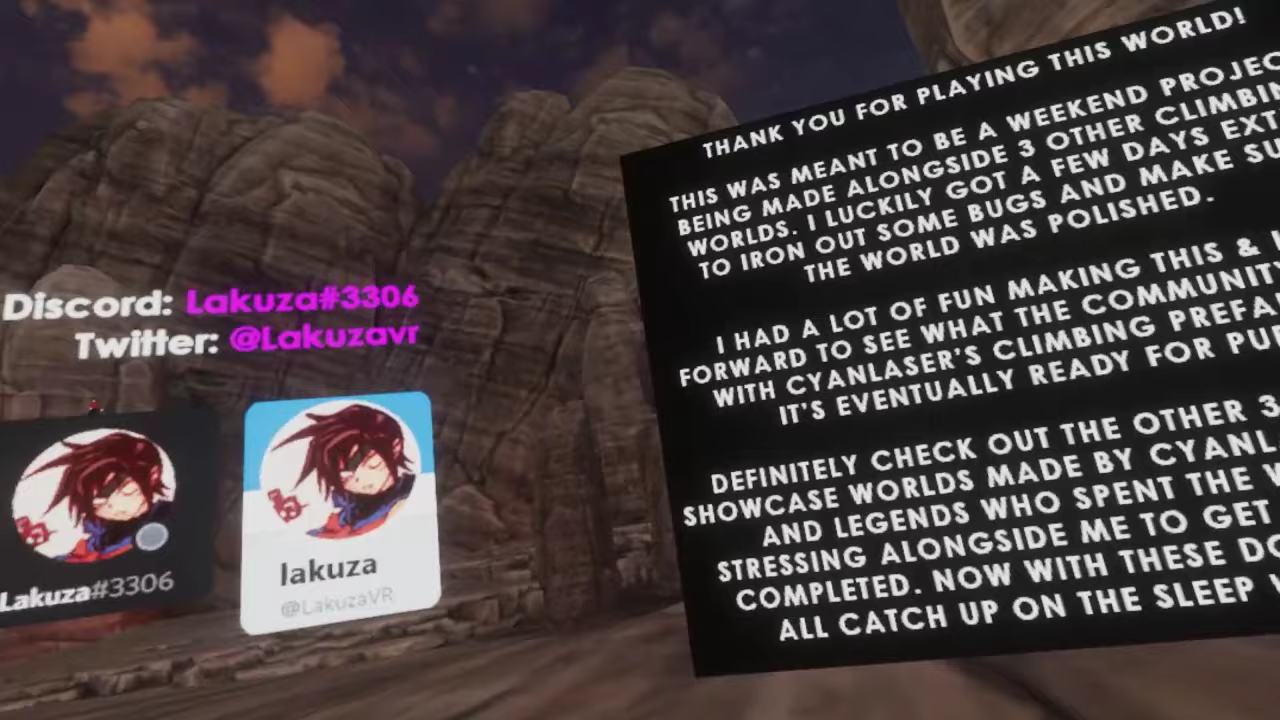 Discord: Lakuza#3306
Twitter: @Lakuzavr
Lakuza#3306
lakuza
@LakuzaVR
THANK YOU FOR PLAYING THIS WORLD!
THIS WAS MEANT TO BE A WEEKEND
BEING MADE ALONGSIDE 3 OTHER
WORLDS. I LUCKILY GOT A FEW DAYS
TO IRON OUT SOME BUGS AND MAKE
THE WORLD WAS POLISHED.
I HAD A LOT OF FUN MAKING THIS &
FORWARD TO SEE WHAT THE COMMUNITY
WITH CYANLASER'S CLIMBING
IT'S EVENTUALLY READY FOR
DEFINITELY CHECK OUT THE OTHER 3
SHOWCASE WORLDS MADE BY
AND LEGENDS WHO SPENT THE
STRESSING ALONGSIDE ME TO GET
COMPLETED. NOW WITH THESE
ALL CATCH UP ON THE SLEEP